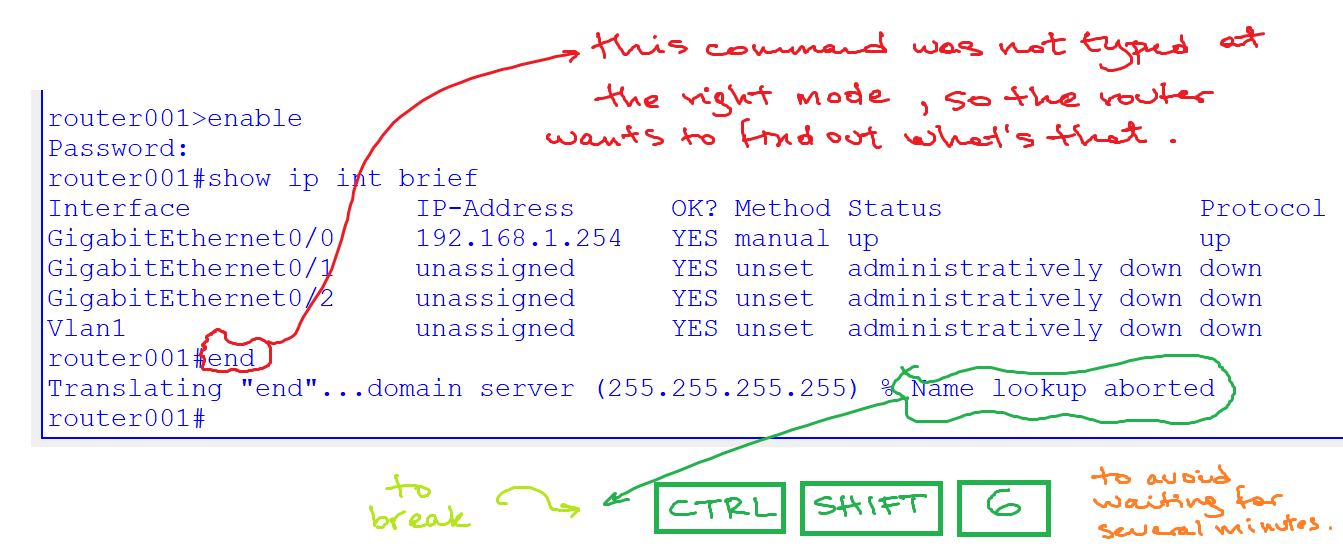 this command was not typed at
the right mode, so the router
wants to find out what's that.
router001>enable
Password:
router001#show ip int brief
Interface IP-Address OK? Method Status Protocol
GigabitEthernet0/0 192.168.1.254 YES manual up up
GigabitEthernet0/1 unassigned YES unset administratively down down
GigabitEthernet0/2 unassigned YES unset administratively down down
Vlan1 unassigned YES unset administratively down down
router001#end
Translating "end"...domain server (255.255.255.255) % Name lookup aborted
router001#
to
break
CTRL SHIFT 6
to avoid
waiting for
several minutes.